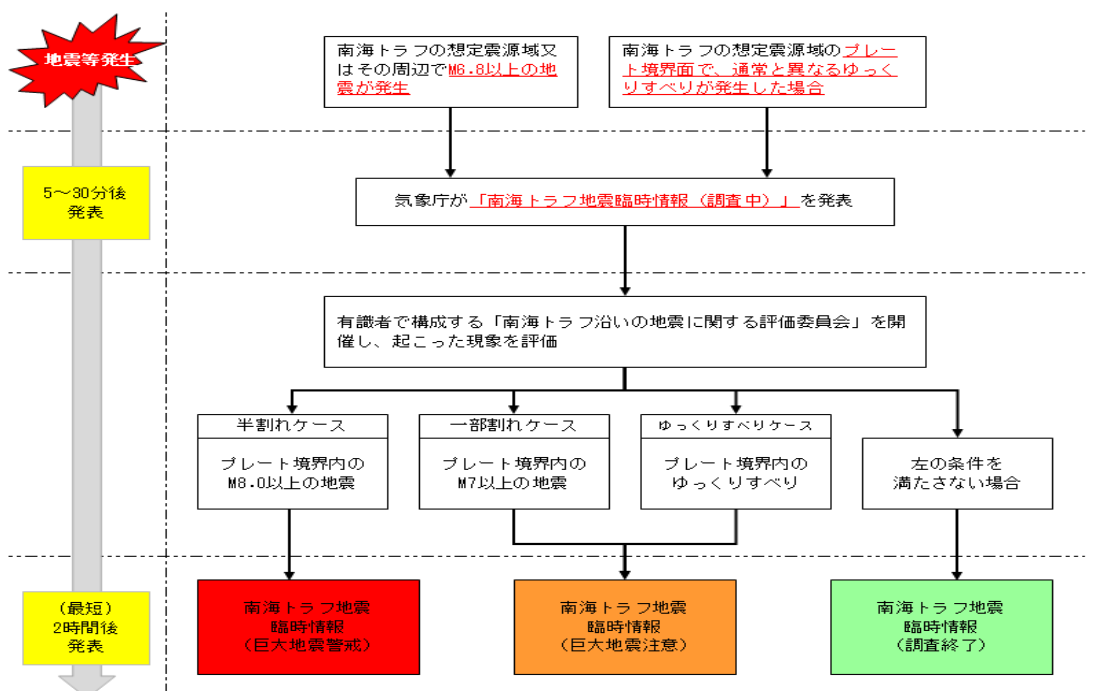 地震等発生
南海トラフの想定震源域又
はその周辺でM6.8以上の地
震が発生
南海トラフの想定震源域のプレー
ト境界面で、通常と異なるゆっく
りすべりが発生した場合
5～30分後
発表
気象庁が「南海トラフ地震臨時情報（調査中）」を発表
有識者で構成する「南海トラフ沿いの地震に関する評価委員会」を開
催し、起こった現象を評価
半割れケース
プレート境界内の
M8.0以上の地震
一部割れケース
プレート境界内の
M7以上の地震
ゆっくりすべりケース
プレート境界内の
ゆっくりすべり
左の条件を
満たさない場合
（最短）
2時間後
発表
南海トラフ地震
臨時情報
（巨大地震警戒）
南海トラフ地震
臨時情報
（巨大地震注意）
南海トラフ地震
臨時情報
（調査終了）